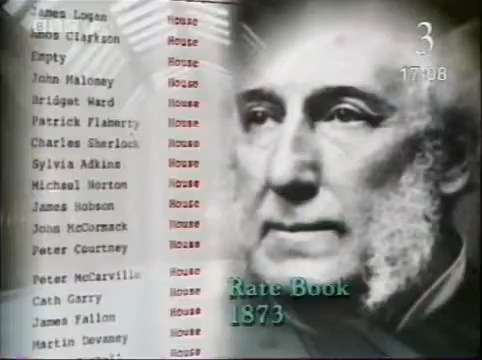 James Logan House
Amos Clarkson House
Empty House
John Maloney House
Bridget Ward House
Patrick Flaherty House
Charles Sherlock House
Sylvia Adkins House
Michael Norton House
James Hobson House
John McCormack House
Peter Courtney House
Peter McCarville House
Cath Garry House
James Fallon House
Martin Devaney House
3
17:08
Rate Book
1873